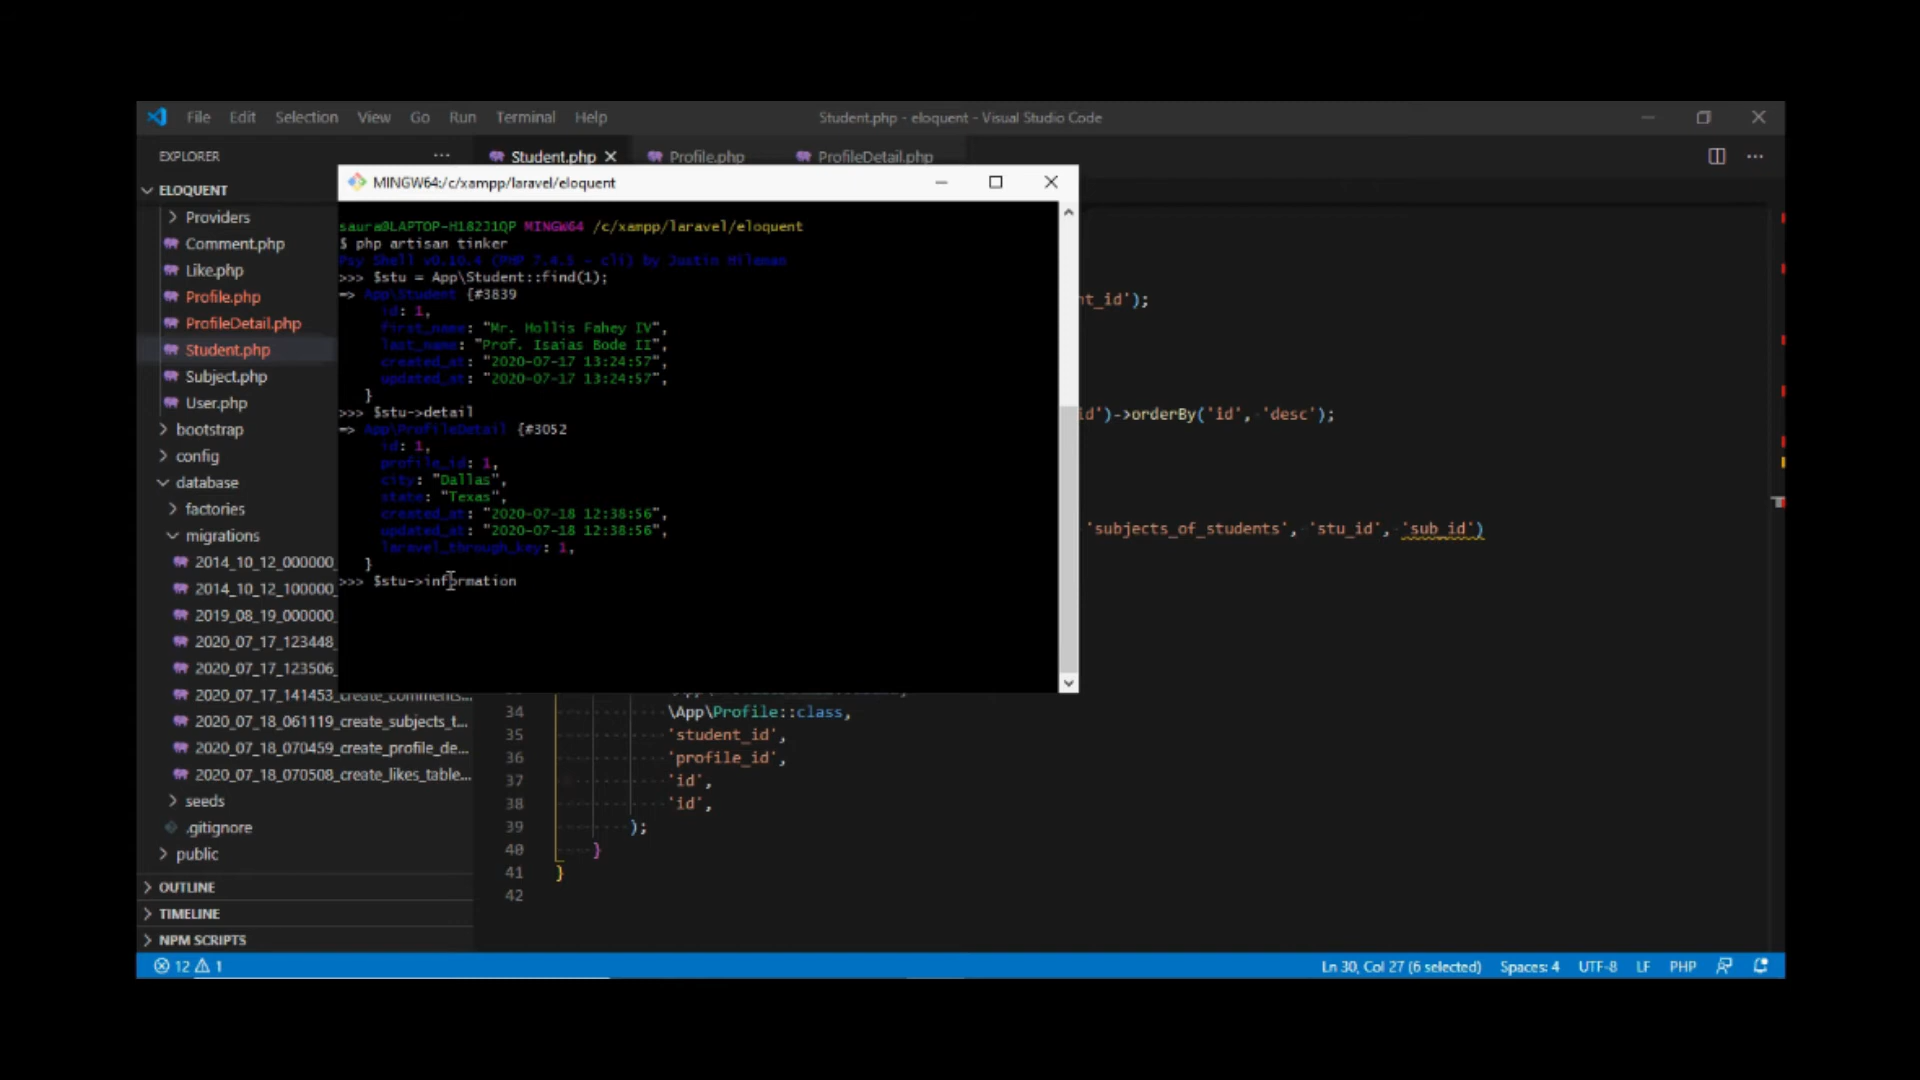 File Edit Selection View Go Run Terminal Help
Student.php - eloquent - Visual Studio Code
EXPLORER
Student.php
Profile.php
ProfileDetail.php
ELOQUENT
Providers
Comment.php
Like.php
Profile.php
ProfileDetail.php
Student.php
Subject.php
User.php
bootstrap
config
database
factories
migrations
2014_10_12_000000_
2014_10_12_100000_
2019_08_19_000000_
2020_07_17_123448_
2020_07_17_123506_
2020_07_17_141453_create_comments...
2020_07_18_061119_create_subjects_t...
2020_07_18_070459_create_profile_de...
2020_07_18_070508_create_likes_table...
seeds
.gitignore
public
OUTLINE
TIMELINE
NPM SCRIPTS
MINGW64:/c/xampp/laravel/eloquent
saura@LAPTOP-H182J1QP MINGW64 /c/xampp/laravel/eloquent
$ php artisan tinker
Psy Shell v0.10.4 (PHP 7.4.5 - cli) by Justin Hileman
>>> $stu = App\Student::find(1);
=> App\Student {#3839
id: 1,
first_name: "Mr. Hollis Fahey IV",
last_name: "Prof. Isaias Bode II",
created_at: "2020-07-17 13:24:57",
updated_at: "2020-07-17 13:24:57",
}
>>> $stu->detail
=> App\ProfileDetail {#3052
id: 1,
profile_id: 1,
city: "Dallas",
state: "Texas",
created_at: "2020-07-18 12:38:56",
updated_at: "2020-07-18 12:38:56",
laravel_through_key: 1,
}
>>> $stu->information
nt_id');
id')->orderBy('id', 'desc');
'subjects_of_students', 'stu_id', 'sub_id')
34 \App\Profile::class,
35 'student_id',
36 'profile_id',
37 'id',
38 'id',
39 );
40 }
41 }
42
12 1
Ln 30, Col 27 (6 selected) Spaces: 4 UTF-8 LF PHP